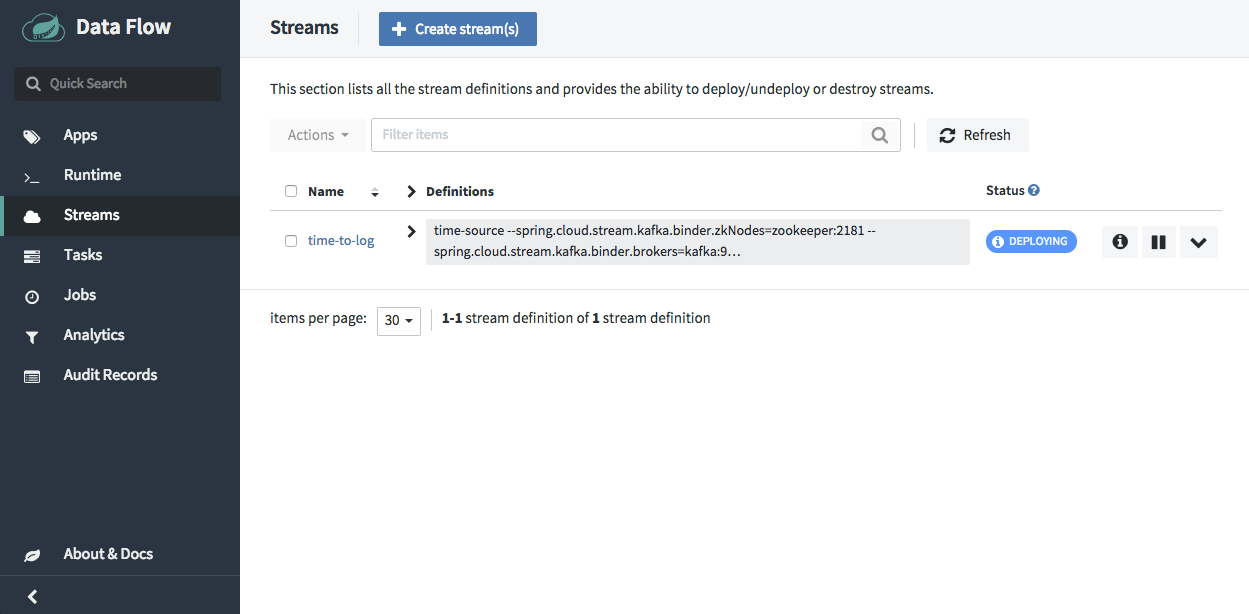 Data Flow
Quick Search
Apps
Runtime
Streams
Tasks
Jobs
Analytics
Audit Records
About & Docs
Streams
Create stream(s)
This section lists all the stream definitions and provides the ability to deploy/undeploy or destroy streams.
Actions
Filter items
Refresh
Name
Definitions
Status
time-to-log
time-source --spring.cloud.stream.kafka.binder.zkNodes=zookeeper:2181 --
spring.cloud.stream.kafka.binder.brokers=kafka:9…
DEPLOYING
items per page:
30
1-1 stream definition of 1 stream definition